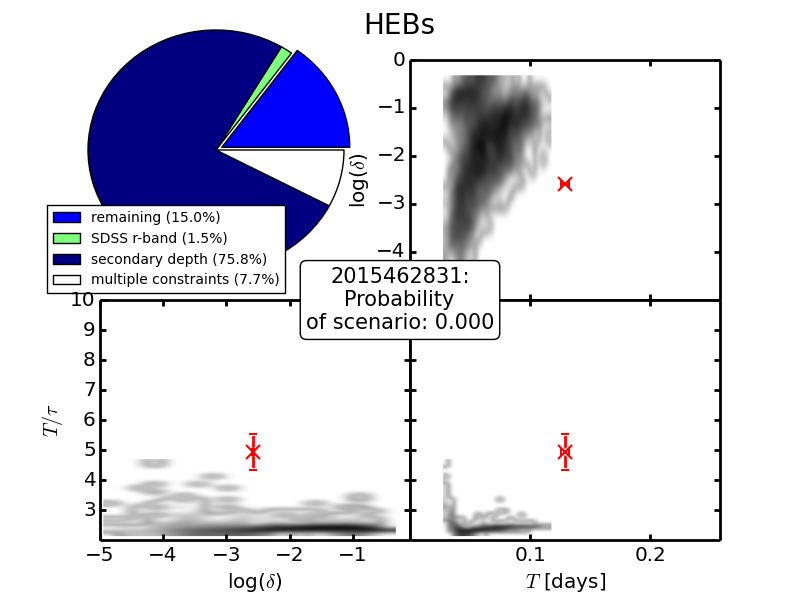 HEBs
remaining (15.0%)
SDSS r-band (1.5%)
secondary depth (75.8%)
multiple constraints (7.7%)
0
−1
−2
−3
−4
log(δ)
2015462831:
Probability
of scenario: 0.000
10
9
8
7
6
5
4
3
T/τ
−5 −4 −3 −2 −1
log(δ)
0.1 0.2
T [days]